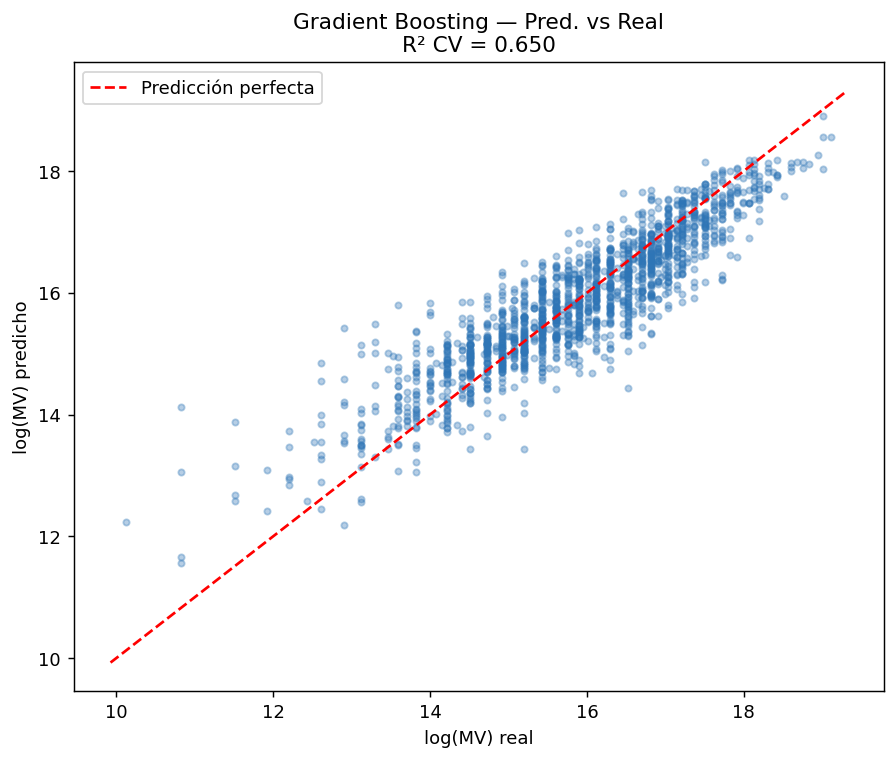 Gradient Boosting — Pred. vs Real
R² CV = 0.650
Predicción perfecta
log(MV) predicho
18
16
14
12
10
10 12 14 16 18
log(MV) real